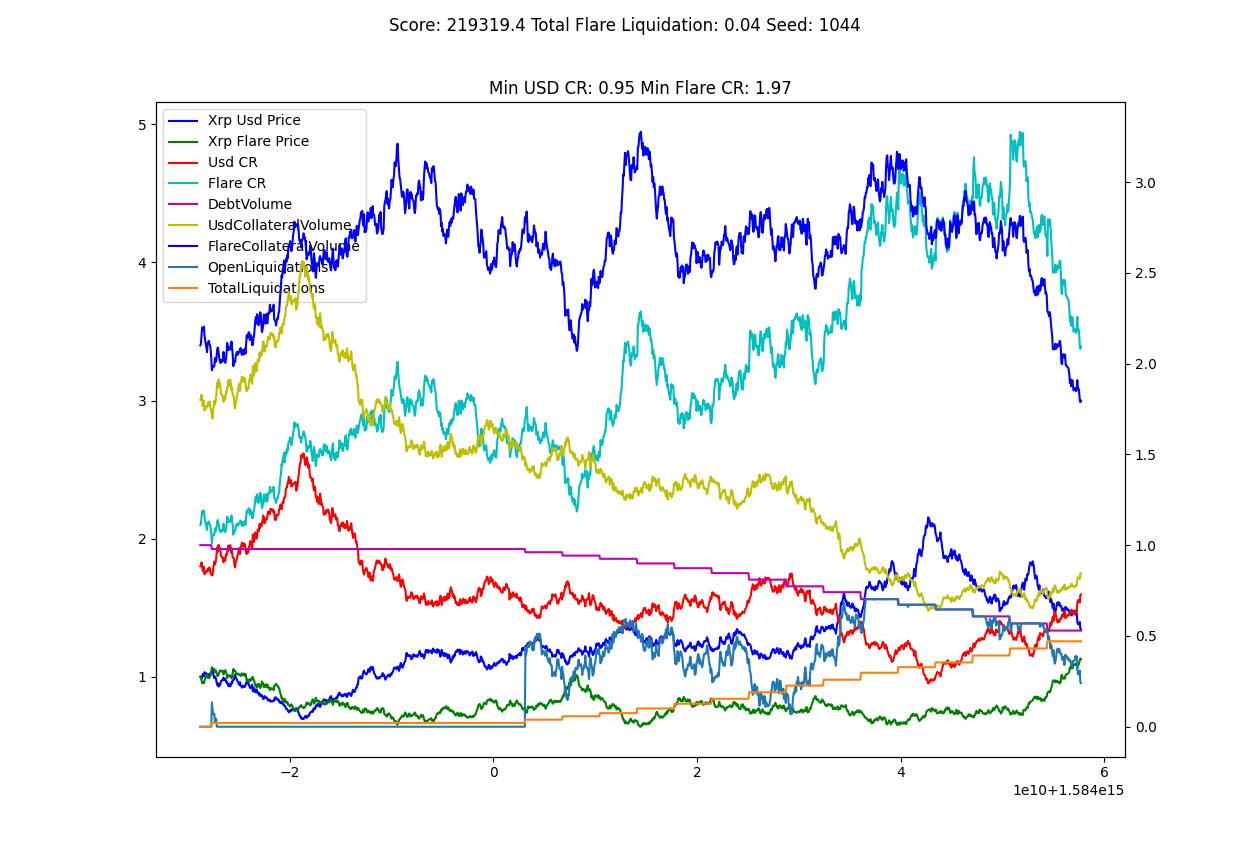 Score: 219319.4 Total Flare Liquidation: 0.04 Seed: 1044
Min USD CR: 0.95 Min Flare CR: 1.97
Xrp Usd Price
Xrp Flare Price
Usd CR
Flare CR
DebtVolume
UsdCollateralVolume
FlareCollateralVolume
OpenLiquidations
TotalLiquidations
5
4
3
2
1
3.0
2.5
2.0
1.5
1.0
0.5
0.0
−2
0
2
4
6
1e10+1.584e15